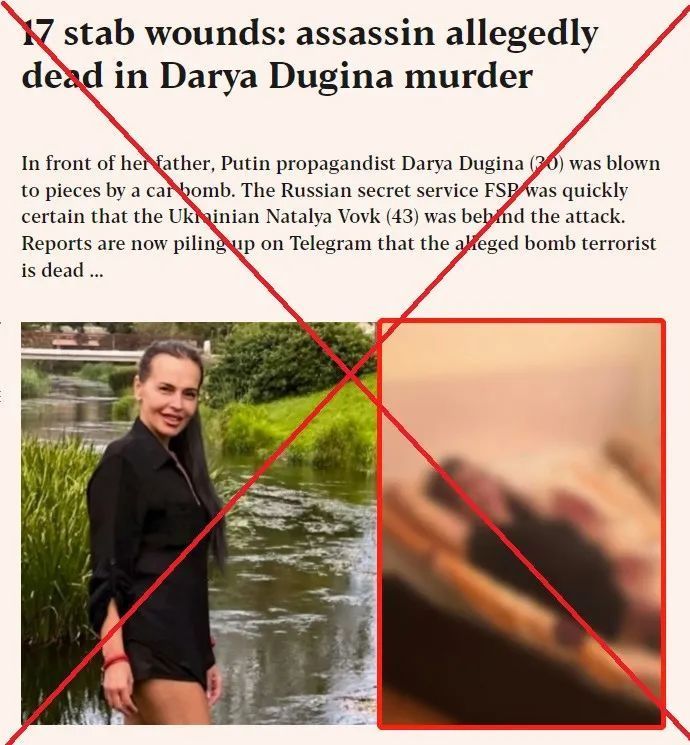 17 stab wounds: assassin allegedly
dead in Darya Dugina murder
In front of her father, Putin propagandist Darya Dugina (30) was blown
to pieces by a car bomb. The Russian secret service FSB was quickly
certain that the Ukrainian Natalya Vovk (43) was behind the attack.
Reports are now piling up on Telegram that the alleged bomb terrorist
is dead ...